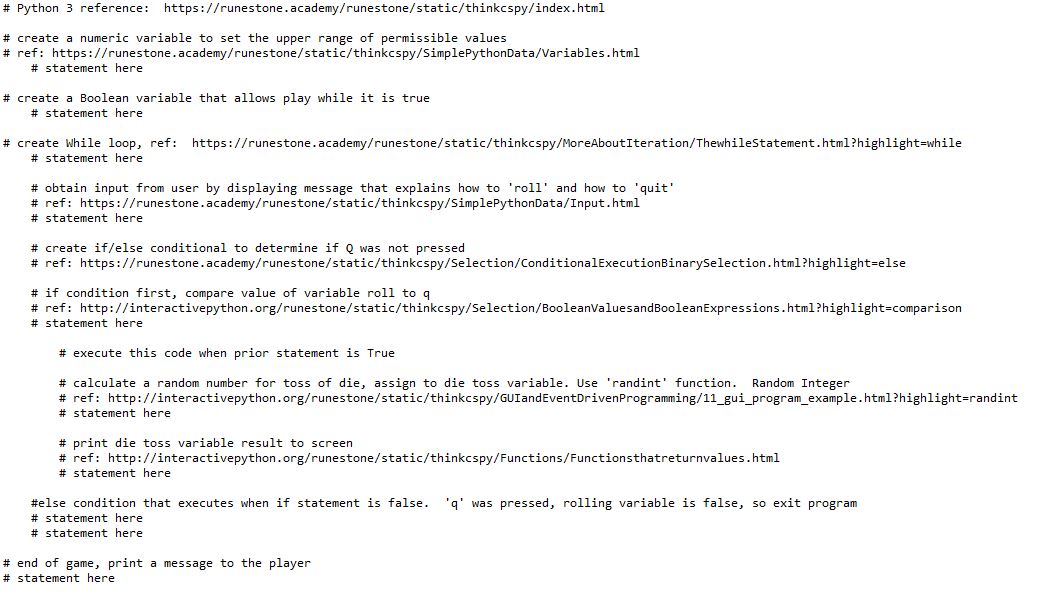 # Python 3 reference:  https://runestone.academy/runestone/static/thinkcspy/index.html
# create a numeric variable to set the upper range of permissible values
# ref: https://runestone.academy/runestone/static/thinkcspy/SimplePythonData/Variables.html
# statement here
# create a Boolean variable that allows play while it is true
# statement here
# create While loop, ref:  https://runestone.academy/runestone/static/thinkcspy/MoreAboutIteration/ThewhileStatement.html?highlight=while
# statement here
# obtain input from user by displaying message that explains how to 'roll' and how to 'quit'
# ref: https://runestone.academy/runestone/static/thinkcspy/SimplePythonData/Input.html
# statement here
# create if/else conditional to determine if Q was not pressed
# ref: https://runestone.academy/runestone/static/thinkcspy/Selection/ConditionalExecutionBinarySelection.html?highlight=else
# if condition first, compare value of variable roll to q
# ref: http://interactivepython.org/runestone/static/thinkcspy/Selection/BooleanValuesandBooleanExpressions.html?highlight=comparison
# statement here
# execute this code when prior statement is True
# calculate a random number for toss of die, assign to die toss variable. Use 'randint' function.  Random Integer
# ref: http://interactivepython.org/runestone/static/thinkcspy/GUIandEventDrivenProgramming/11_gui_program_example.html?highlight=randint
# statement here
# print die toss variable result to screen
# ref: http://interactivepython.org/runestone/static/thinkcspy/Functions/Functionsthatreturnvalues.html
# statement here
#else condition that executes when if statement is false.  'q' was pressed, rolling variable is false, so exit program
# statement here
# statement here
# end of game, print a message to the player
# statement here